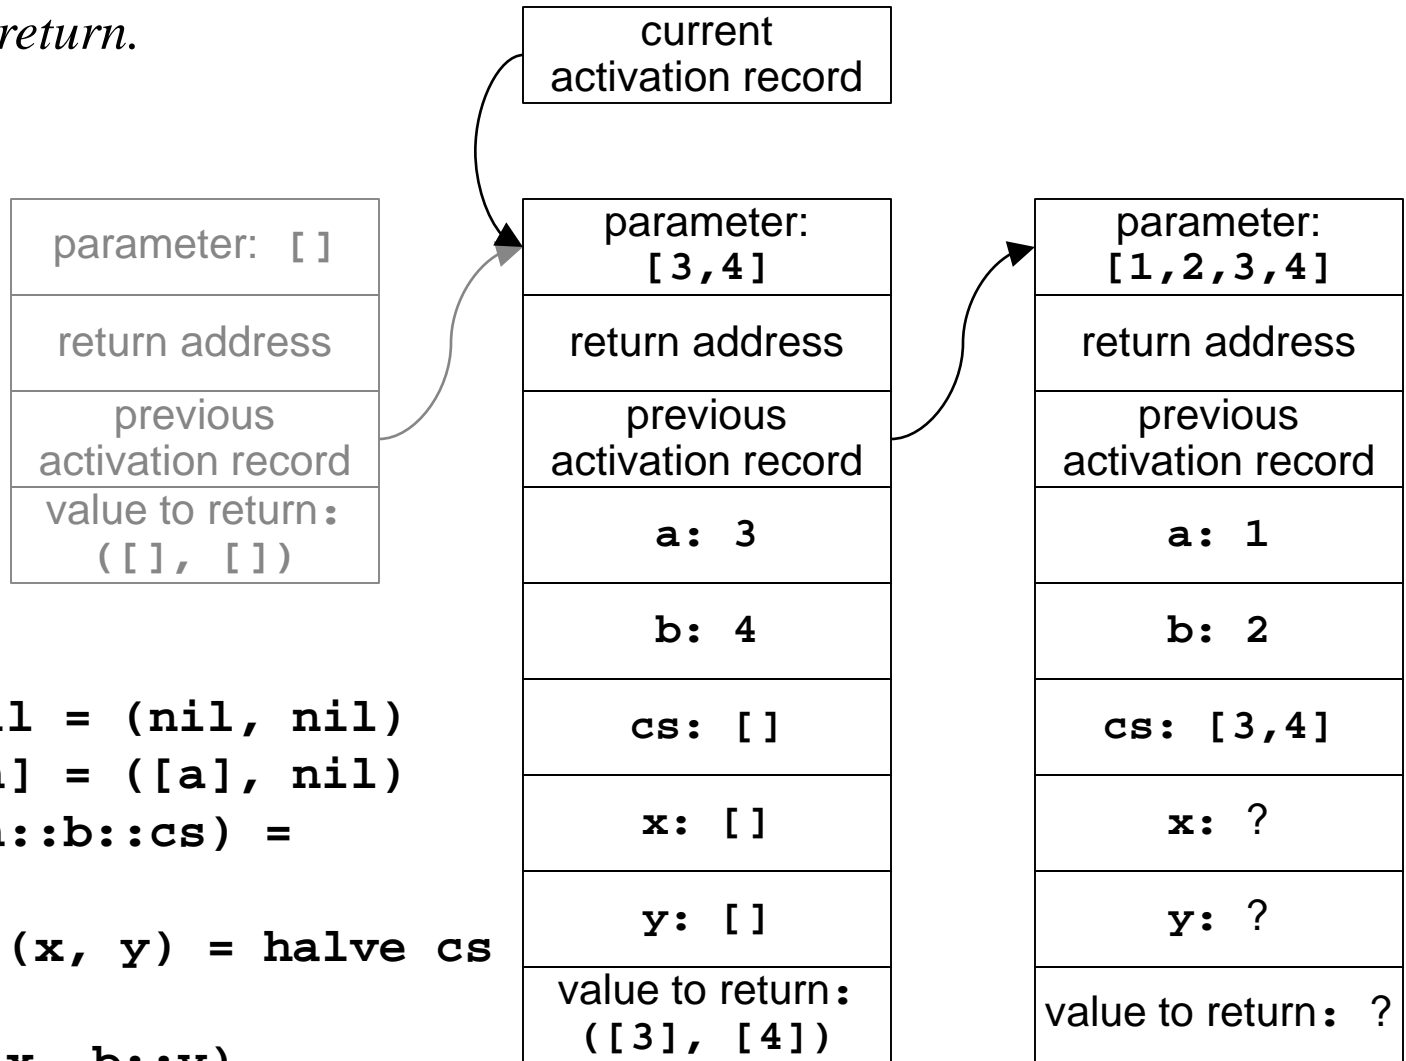 return.
current
activation record
parameter: []
return address
previous
activation record
value to return:
([], [])
parameter:
[3,4]
return address
previous
activation record
a: 3
b: 4
cs: []
x: []
y: []
value to return:
([3], [4])
parameter:
[1,2,3,4]
return address
previous
activation record
a: 1
b: 2
cs: [3,4]
x: ?
y: ?
value to return: ?
= (nil, nil)
= ([a], nil)
::b::cs) =
(x, y) = halve cs
b::y)